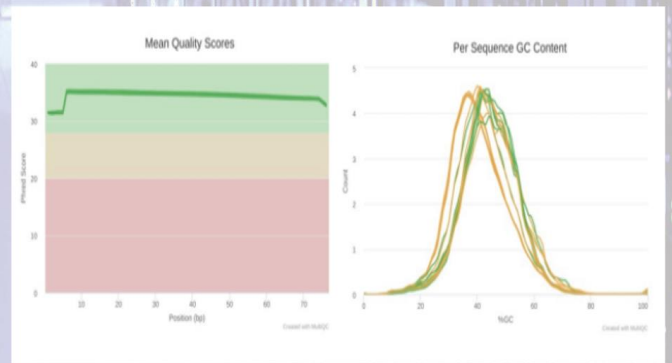 Mean Quality Scores
40
30
20
10
0
Phred Score
10 20 30 40 50 60 70
Position (bp)
Created with MultiQC
Per Sequence GC Content
5
4
3
2
1
0
Count
0 20 40 60 80 100
%GC
Created with MultiQC